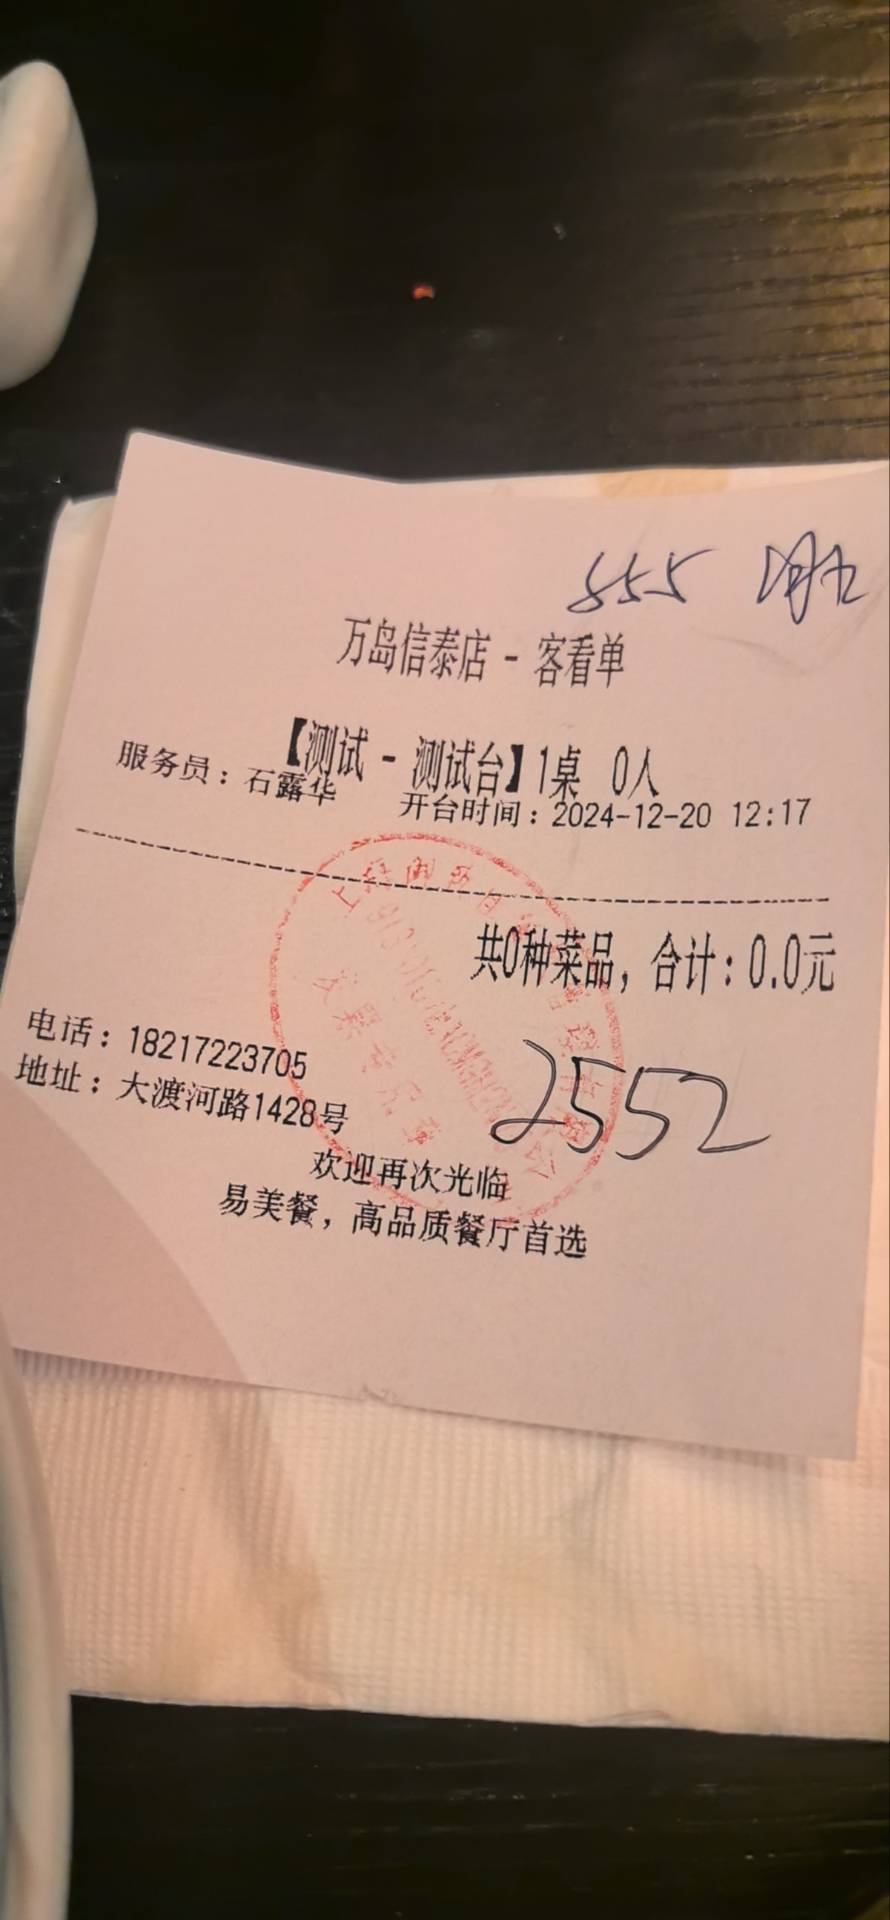 555
万岛信泰店 - 客看单
【测试 - 测试台】1桌 0人
服务员：石露华 开台时间：2024-12-20 12:17
共0种菜品，合计：0.0元
电话：18217223705
地址：大渡河路1428号
2552
欢迎再次光临
易美餐，高品质餐厅首选